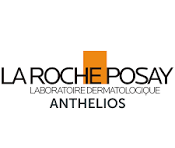 LA ROCHE POSAY
LABORATOIRE DERMATOLOGIQUE
ANTHELIOS